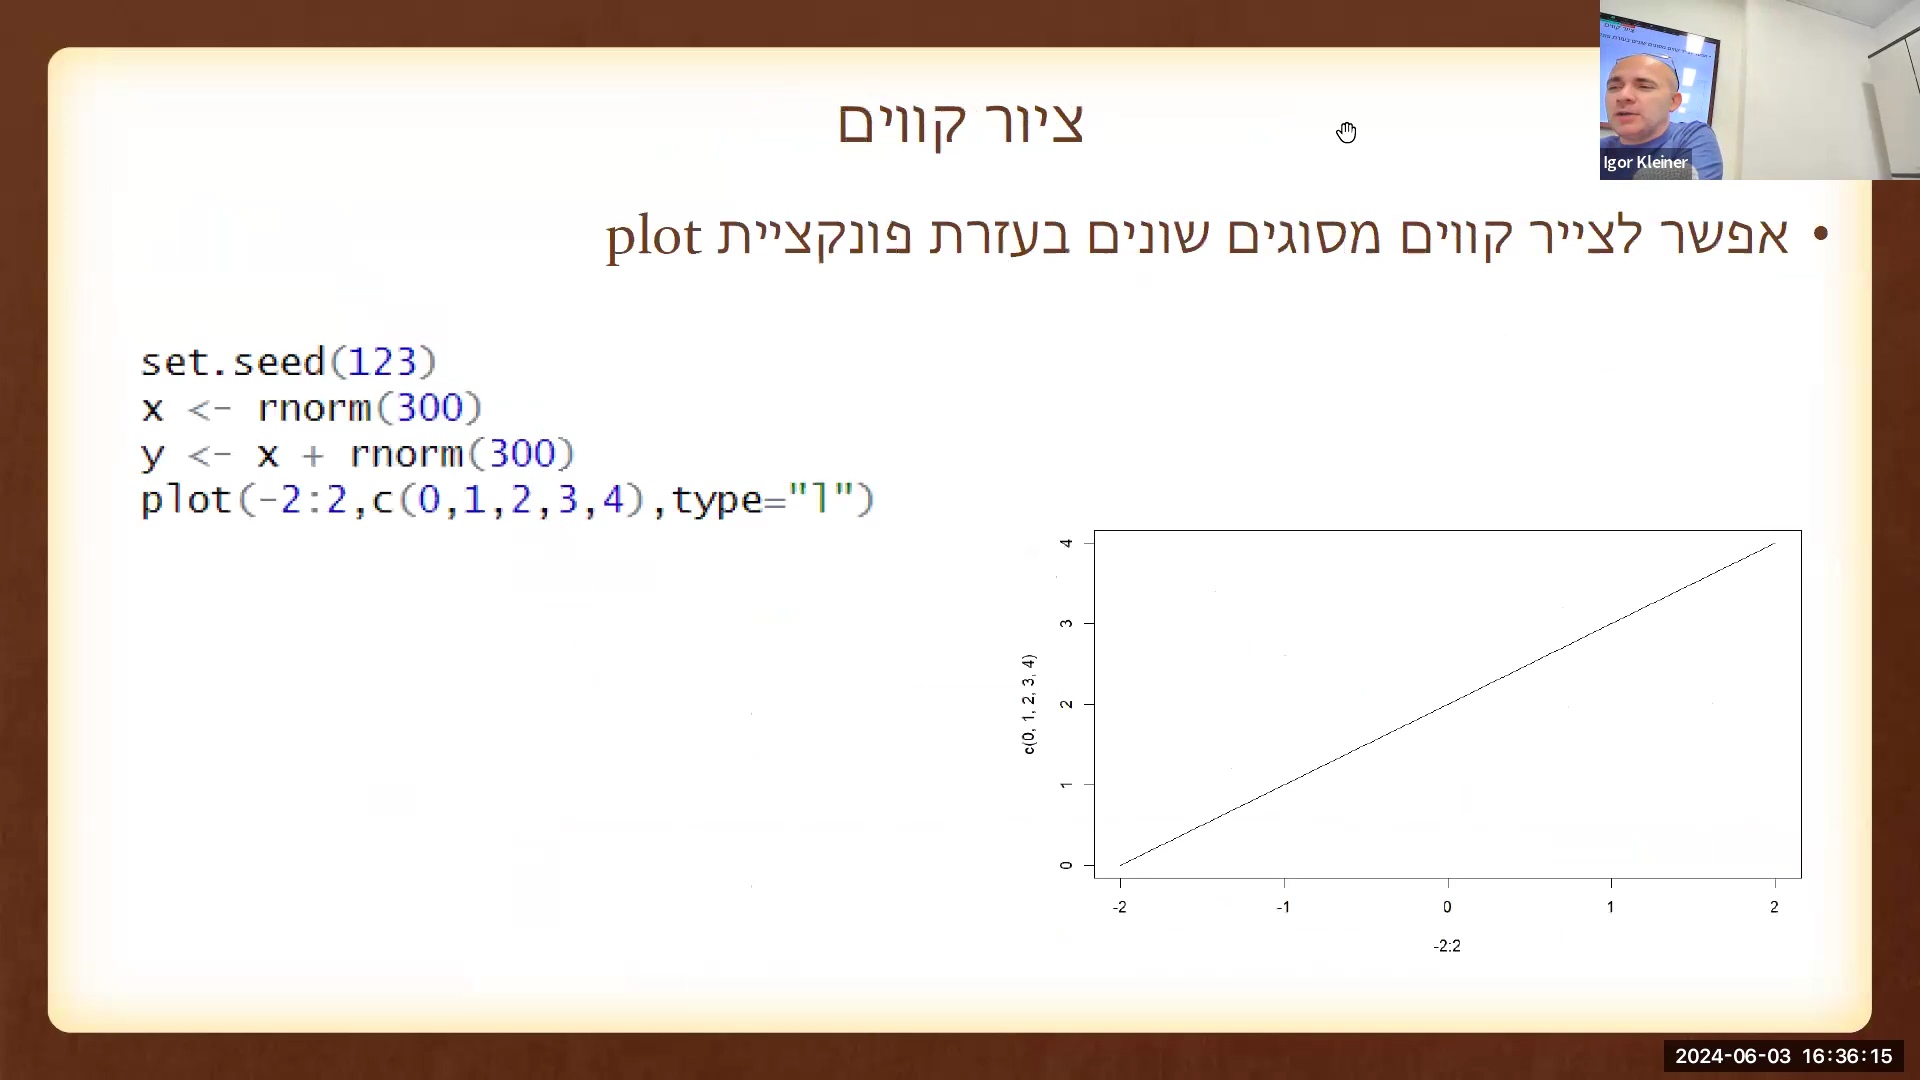 ציור קווים
Igor Kleiner
• אפשר לצייר קווים מסוגים שונים בעזרת פונקציית plot
set.seed(123)
x <- rnorm(300)
y <- x + rnorm(300)
plot(-2:2,c(0,1,2,3,4),type="l")
c(0, 1, 2, 3, 4)
4
3
2
1
0
-2 -1 0 1 2
-2:2
2024-06-03 16:36:15